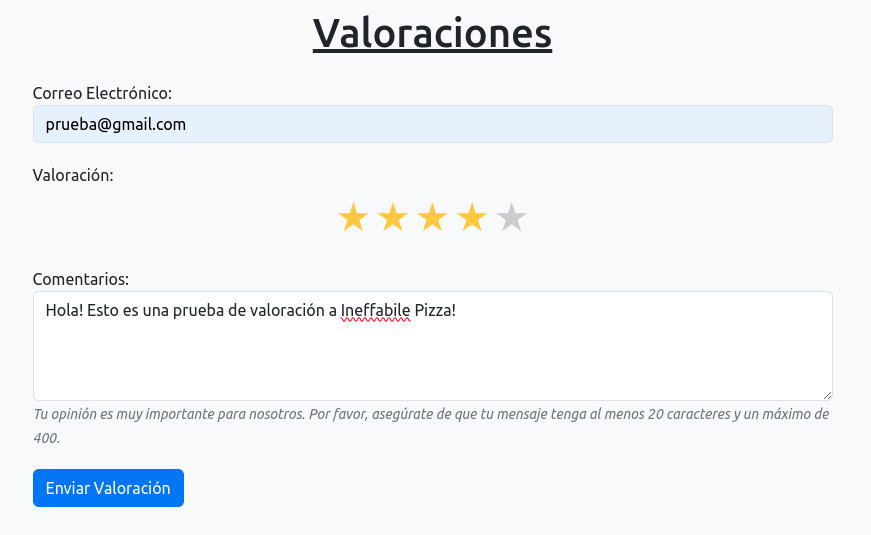 Valoraciones
Correo Electrónico:
prueba@gmail.com
Valoración:
Comentarios:
Hola! Esto es una prueba de valoración a Ineffabile Pizza!
Tu opinión es muy importante para nosotros. Por favor, asegúrate de que tu mensaje tenga al menos 20 caracteres y un máximo de
400.
Enviar Valoración